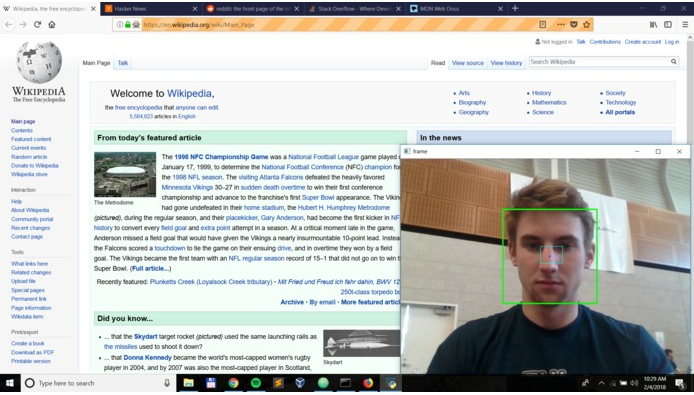 Wikipedia, the free encyclopedi
Hacker News
reddit: the front page of the
Stack Overflow - Where Devel
MDN Web Docs
https://en.wikipedia.org/wiki/Main_Page
Not logged in Talk Contributions Create account Log in
Main Page Talk
Read View source View history
Search Wikipedia
WIKIPEDIA
The Free Encyclopedia
Main page
Contents
Featured content
Current events
Random article
Donate to Wikipedia
Wikipedia store
Interaction
Help
About Wikipedia
Community portal
Recent changes
Contact page
Tools
What links here
Related changes
Upload file
Special pages
Permanent link
Page information
Wikidata item
Print/export
Create a book
Download as PDF
Printable version
Welcome to Wikipedia,
the free encyclopedia that anyone can edit.
5,564,623 articles in English
Arts
Biography
Geography
History
Mathematics
Science
Society
Technology
All portals
From today's featured article
The Metrodome
The 1998 NFC Championship Game was a National Football League game played
January 17, 1999, to determine the National Football Conference (NFC) champion
the 1998 NFL season. The visiting Atlanta Falcons defeated the heavily favored
Minnesota Vikings 30–27 in sudden death overtime to win their first conference
championship and advance to the franchise's first Super Bowl appearance. The Vikin
had gone undefeated in their home stadium, the Hubert H. Humphrey Metrodome
(pictured), during the regular season, and their placekicker, Gary Anderson, had become the first kicker in NF
history to convert every field goal and extra point attempt in a season. At a critical moment late in the game,
Anderson missed a field goal that would have given the Vikings a nearly insurmountable 10-point lead. Instead
the Falcons scored a touchdown to tie the game on their ensuing drive, and in overtime they won by a field
goal. The Vikings became the first team with an NFL regular season record of 15–1 that did not go on to win
Super Bowl. (Full article...)
Recently featured: Plunketts Creek (Loyalsock Creek tributary) · Mit Fried und Freud ich fahr dahin, BWV 12
250t-class torpedo bo
Archive · By email · More featured articl
Did you know...
... that the Skydart target rocket (pictured) used the same launching rails as
the missiles used to shoot it down?
... that Donna Kennedy became the world's most-capped women's rugby
player in 2004, and by 2007 was also the most-capped player in Scotland,
Skydart
In the news
frame
Type here to search
10:29 AM
2/4/2018